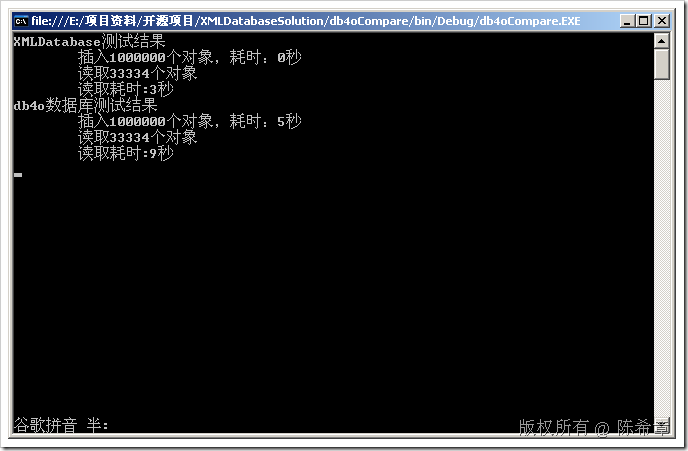 file:///E:/项目资料/开源项目/XMLDatabaseSolution/db4oCompare/bin/Debug/db4oCompare.EXE
XMLDatabase测试结果
插入1000000个对象，耗时：0秒
读取33334个对象
读取耗时:3秒
db4o数据库测试结果
插入1000000个对象，耗时：5秒
读取33334个对象
读取耗时:9秒
谷歌拼音 半:
版权所有 @ 陈希章